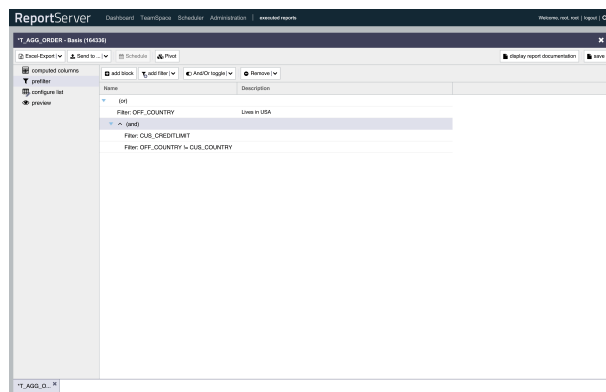 ReportServer Dashboard TeamSpace Scheduler Administration | executed reports Welcome, root, root | logout |
*T_AGG_ORDER - Basis (164336)
Excel-Export Send to ... Schedule Pivot display report documentation save
computed columns
prefilter
configure list
preview
add block add filter And/Or toggle Remove
Name Description
(or)
Filter: OFF_COUNTRY Lives in USA
(and)
Filter: CUS_CREDITLIMIT
Filter: OFF_COUNTRY != CUS_COUNTRY
*T_AGG_O...